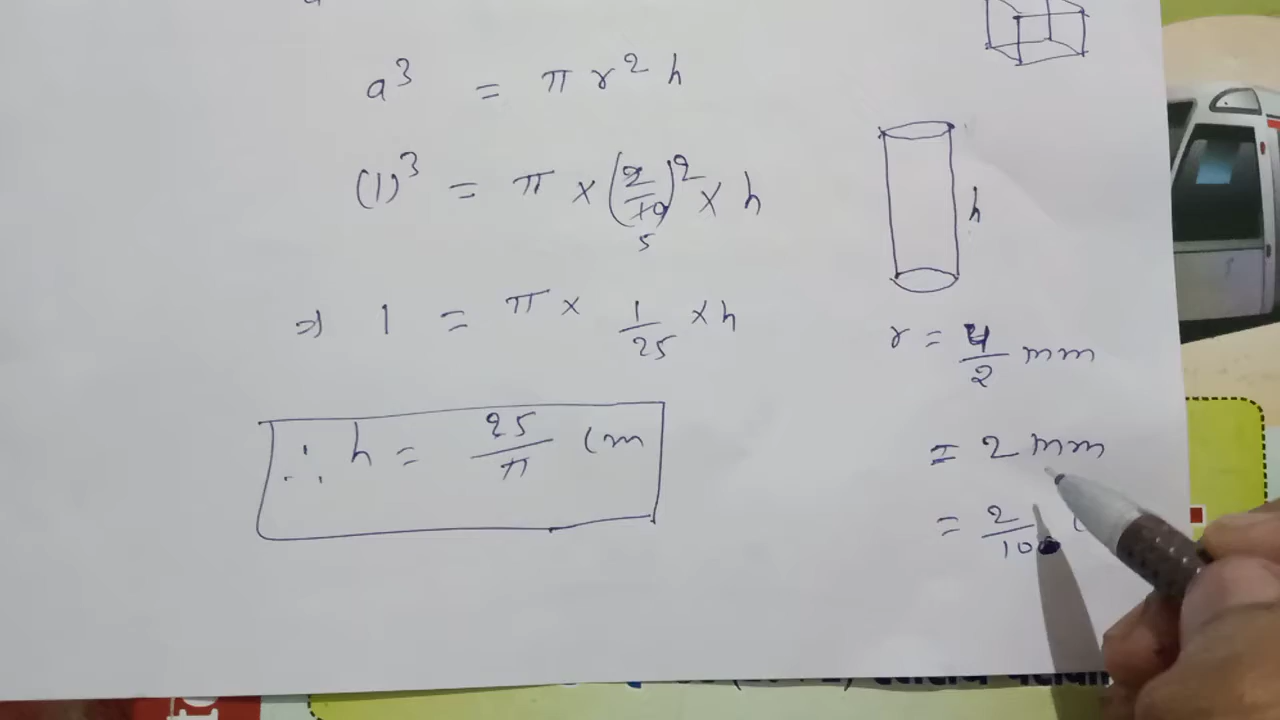 a³ = π r² h
(1)³ = π × (2/10)² × h
5
⇒ 1 = π × 1/25 × h
∴ h = 25/π cm
h
r = 4/2 mm
= 2 mm
= 2/10